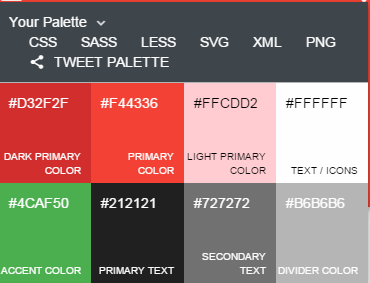 Your Palette
CSS SASS LESS SVG XML PNG
TWEET PALETTE
#D32F2F #F44336 #FFCDD2 #FFFFFF
DARK PRIMARY COLOR PRIMARY COLOR LIGHT PRIMARY COLOR TEXT / ICONS
#4CAF50 #212121 #727272 #B6B6B6
ACCENT COLOR PRIMARY TEXT SECONDARY TEXT DIVIDER COLOR